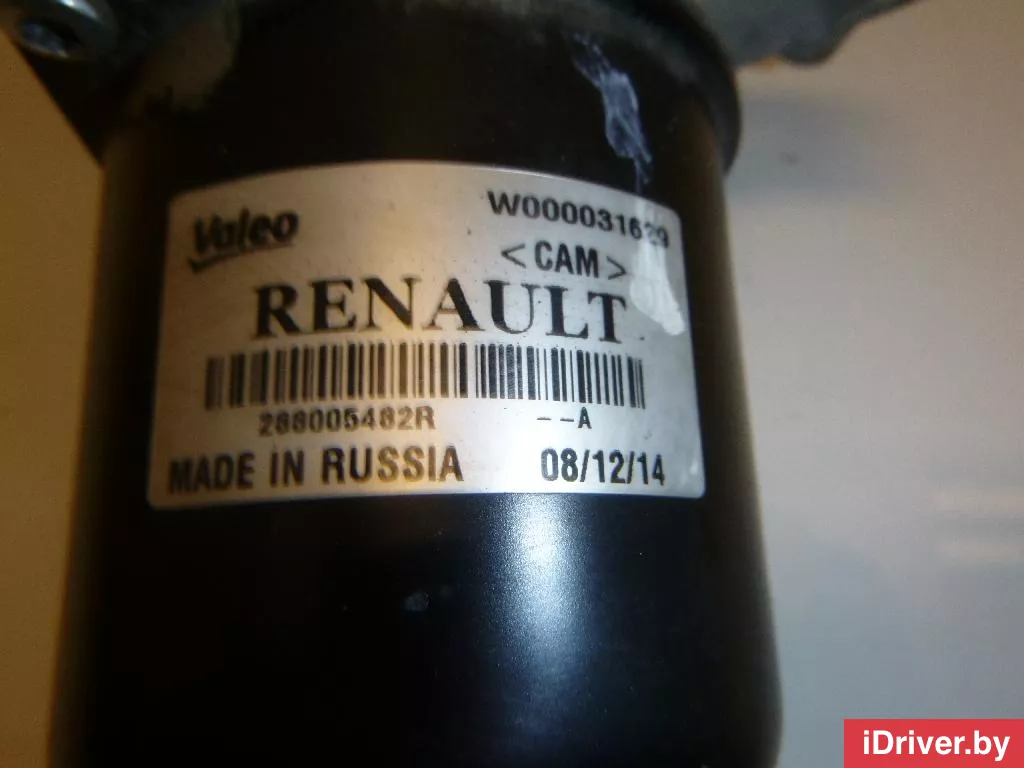 Valeo
W000031629
<CAM>
RENAULT
288005482R --A
MADE IN RUSSIA 08/12/14
iDriver.by